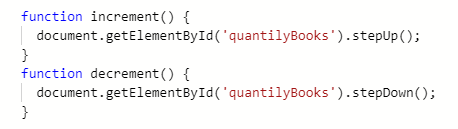 function increment() {
  document.getElementById('quantilyBooks').stepUp();
}
function decrement() {
  document.getElementById('quantilyBooks').stepDown();
}